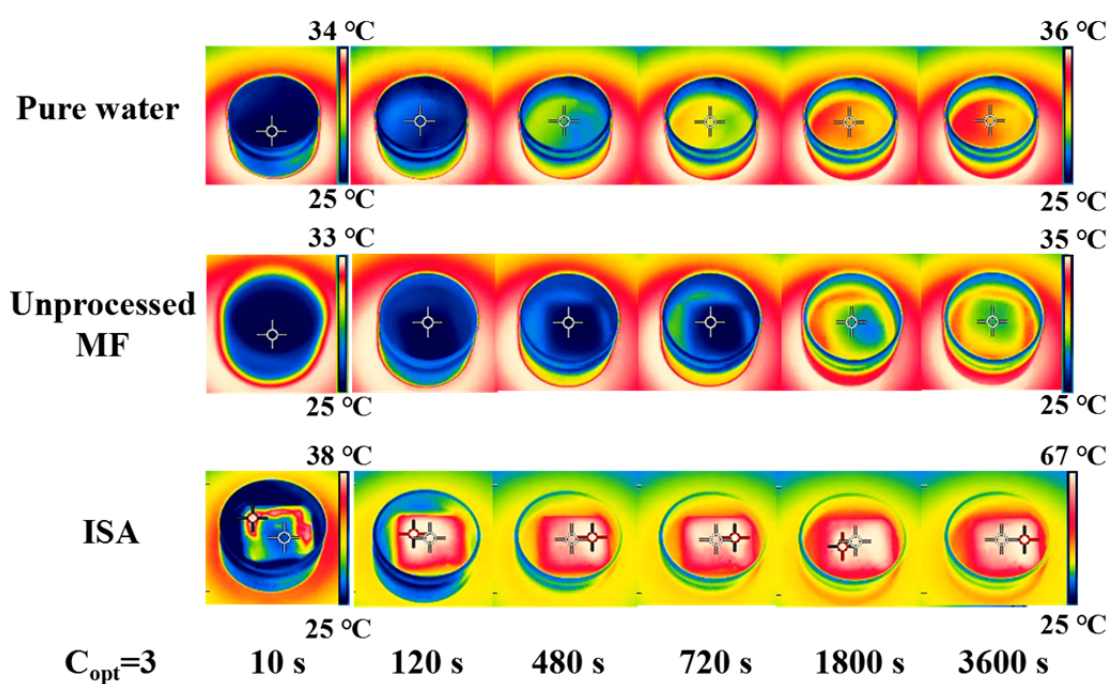 34 ℃ 36 ℃
Pure water
25 ℃ 25 ℃
33 ℃ 35 ℃
Unprocessed
MF
25 ℃ 25 ℃
38 ℃ 67 ℃
ISA
25 ℃ 25 ℃
Copt=3 10 s 120 s 480 s 720 s 1800 s 3600 s